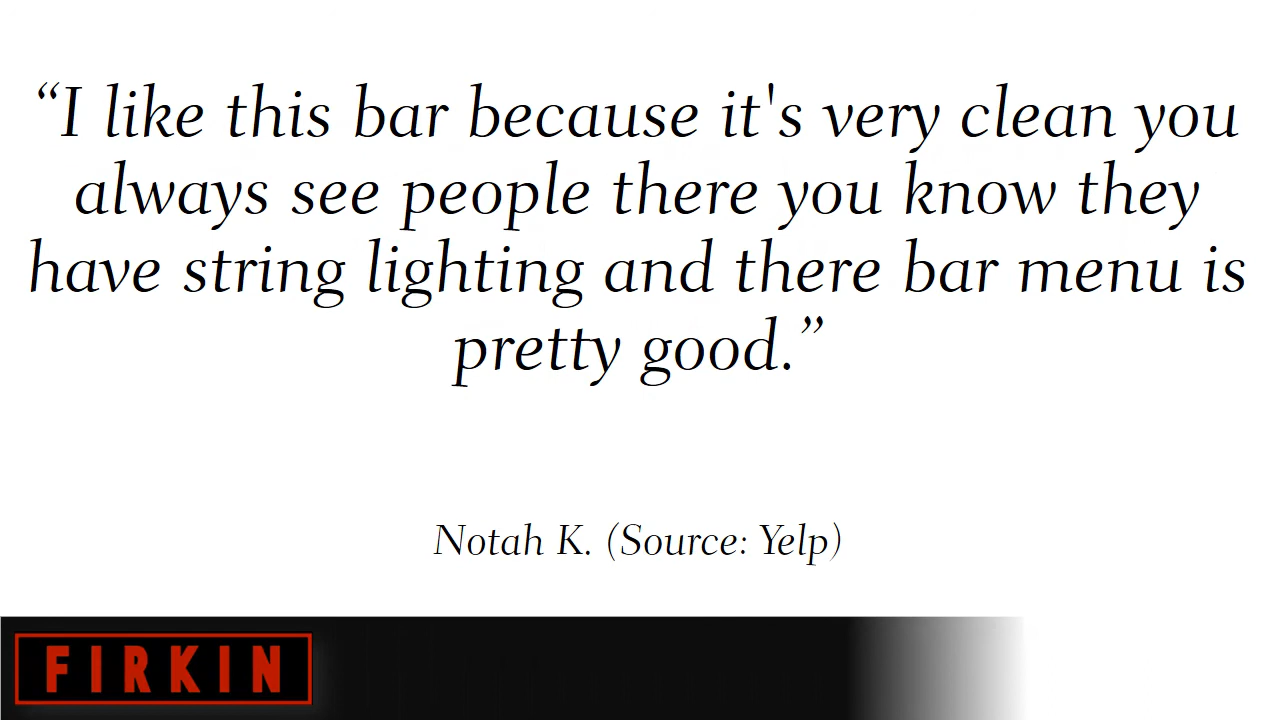 “I like this bar because it's very clean you
always see people there you know they
have string lighting and there bar menu is
pretty good.”
Notah K. (Source: Yelp)
FIRKIN